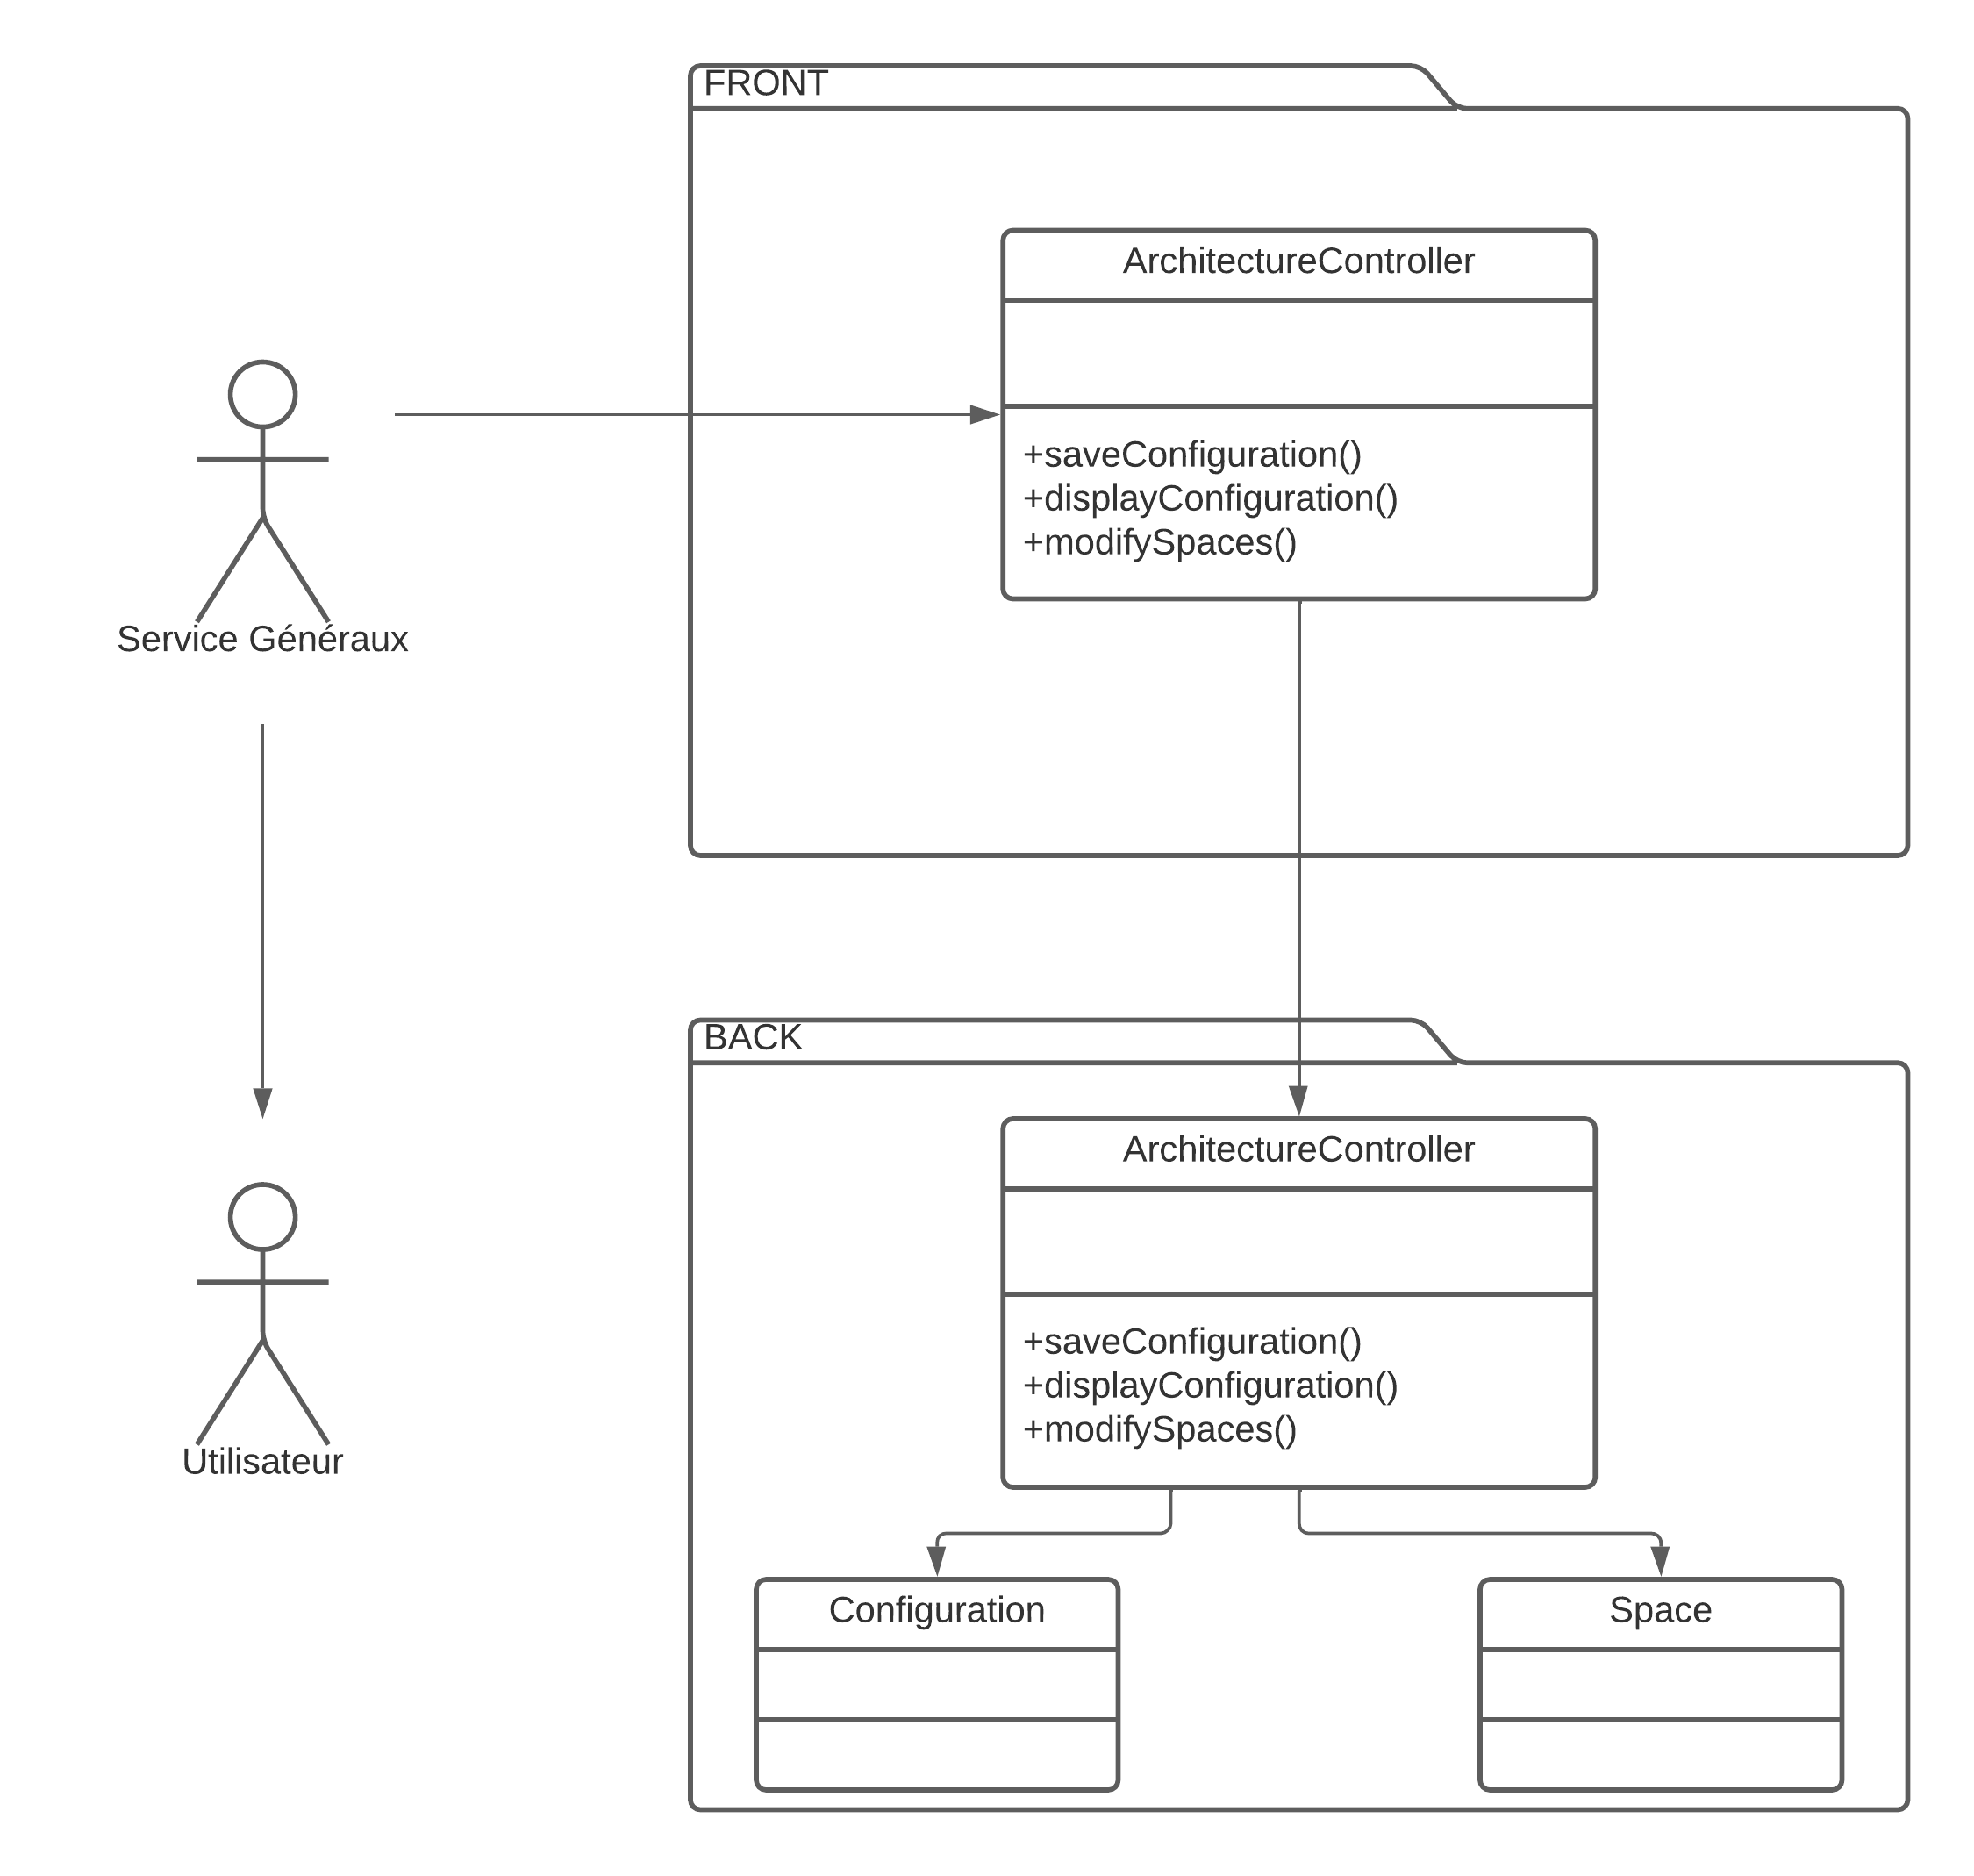 FRONT
ArchitectureController
+saveConfiguration()
+displayConfiguration()
+modifySpaces()
Service Généraux
BACK
ArchitectureController
+saveConfiguration()
+displayConfiguration()
+modifySpaces()
Utilisateur
Configuration
Space